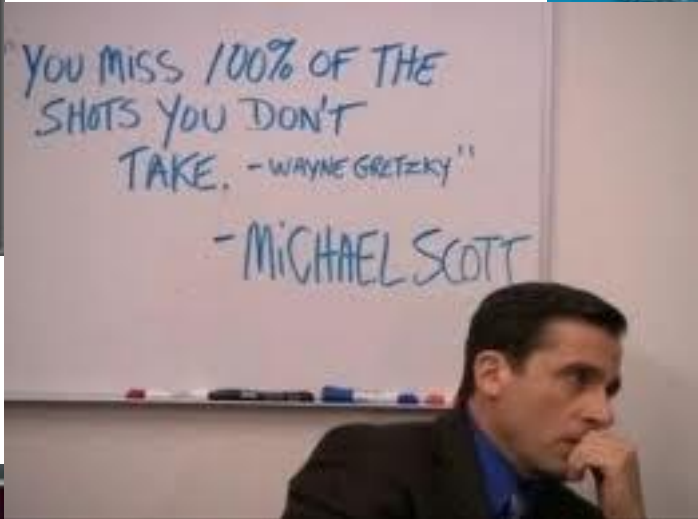 "YOU MiSS 100% OF THE
SHOTS YOU DON'T
TAKE. - WAYNE GRETZKY"
- MiCHAEL SCOTT